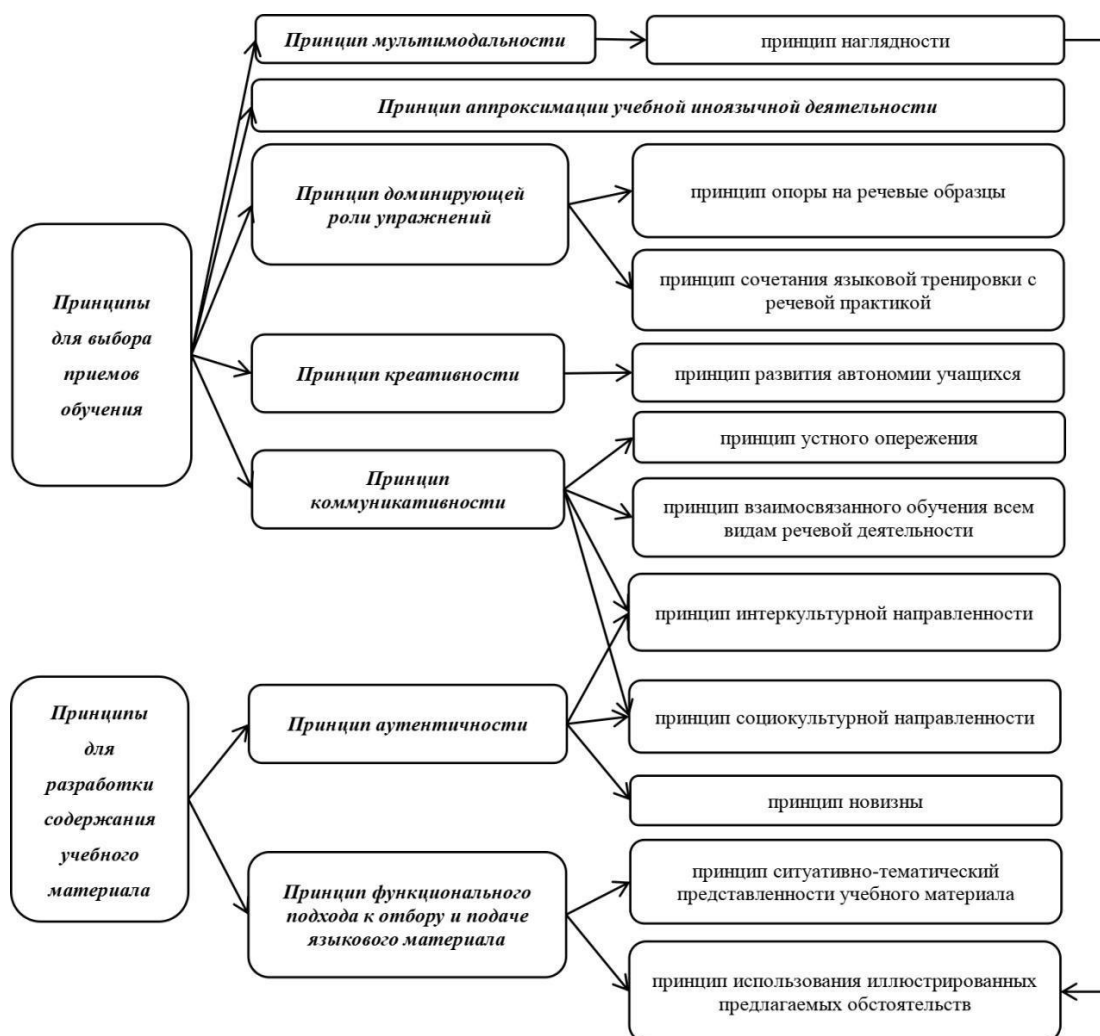 Принцип мультимодальности
принцип наглядности
Принцип аппроксимации учебной иноязычной деятельности
Принцип доминирующей
роли упражнений
принцип опоры на речевые образцы
принцип сочетания языковой тренировки с
речевой практикой
Принципы
для выбора
приемов
обучения
Принцип креативности
принцип развития автономии учащихся
Принцип
коммуникативности
принцип устного опережения
принцип взаимосвязанного обучения всем
видам речевой деятельности
принцип интеркультурной направленности
Принципы
для
разработки
содержания
учебного
материала
Принцип аутентичности
принцип социокультурной направленности
принцип новизны
Принцип функционального
подхода к отбору и подаче
языкового материала
принцип ситуативно-тематический
представленности учебного материала
принцип использования иллюстрированных
предлагаемых обстоятельств